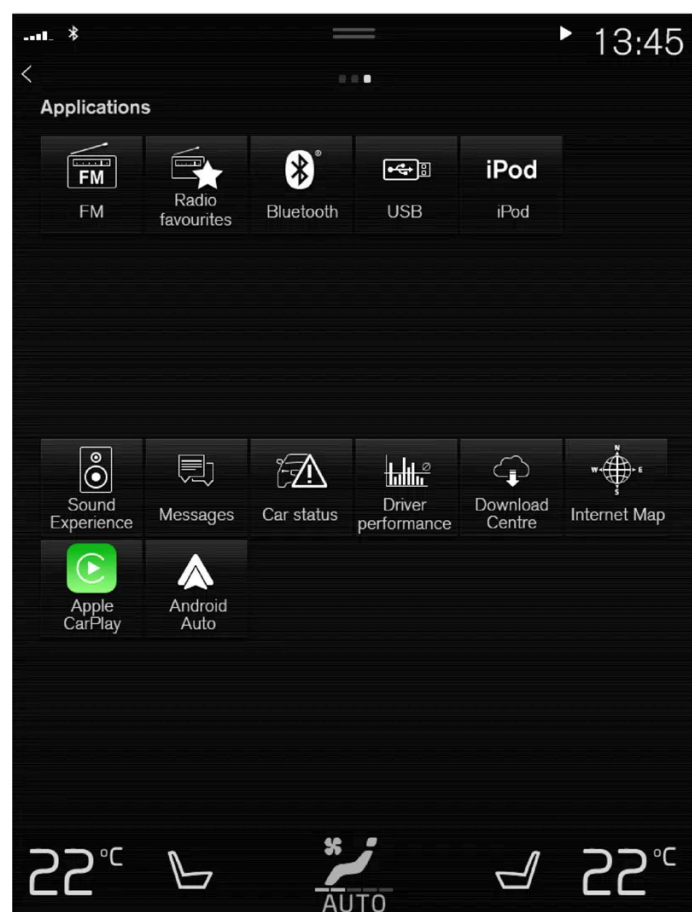 13:45
Applications
FM
iPod
FM
Radio
favourites
Bluetooth
USB
iPod
N
W E
S
Sound
Experience
Messages
Car status
Driver
performance
Download
Centre
Internet Map
Apple
CarPlay
Android
Auto
22°C
22°C
AUTO